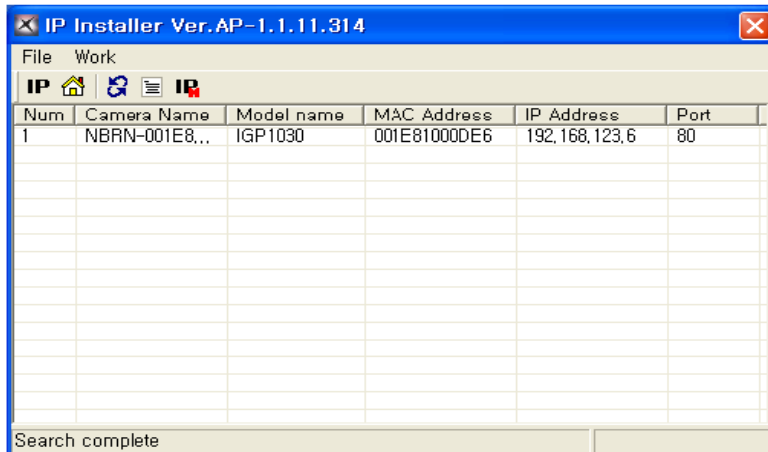 IP Installer Ver.AP-1.1.11.314
File Work
IP IP M
Num Camera Name Model name MAC Address IP Address Port
1 NBRN-001E8... IGP1030 001E81000DE6 192.168.123.6 80
Search complete